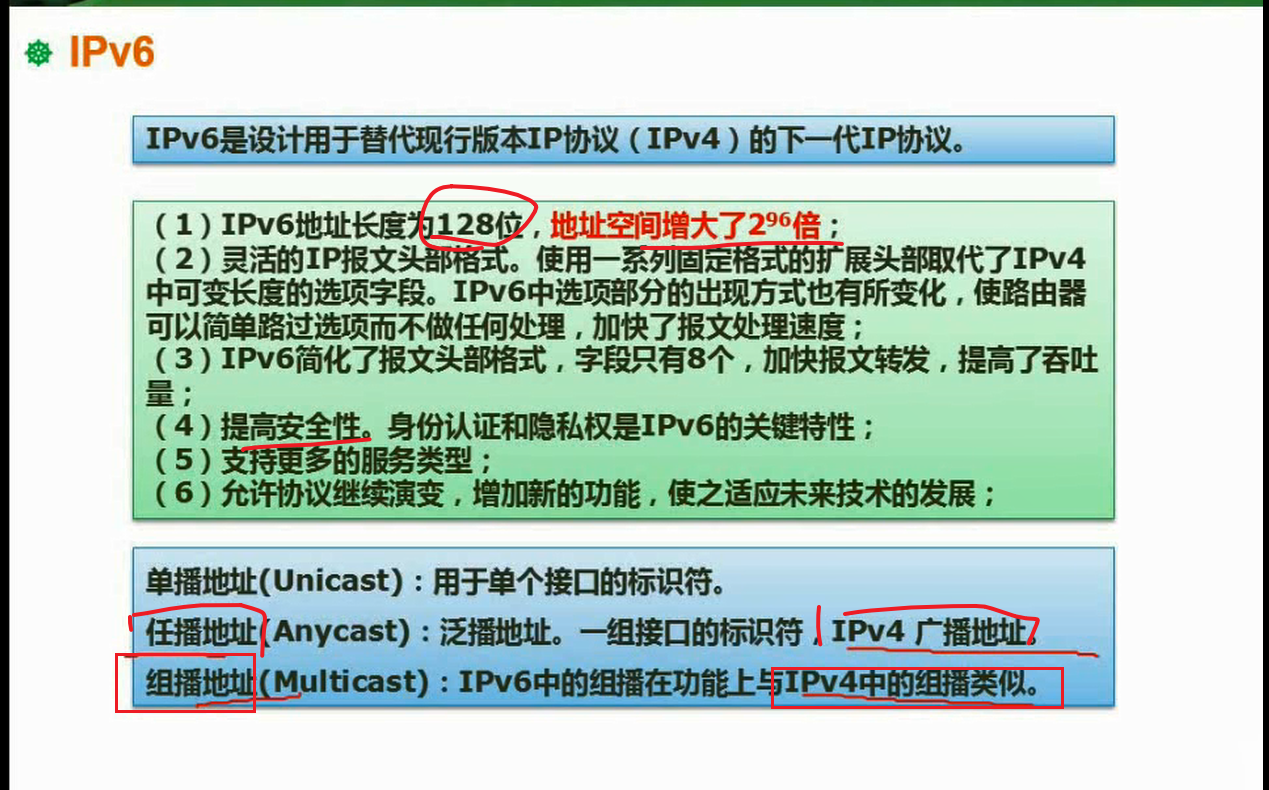 IPv6
IPv6是设计用于替代现行版本IP协议（IPv4）的下一代IP协议。
（1）IPv6地址长度为128位，地址空间增大了2⁹⁶倍；
（2）灵活的IP报文头部格式。使用一系列固定格式的扩展头部取代了IPv4
中可变长度的选项字段。IPv6中选项部分的出现方式也有所变化，使路由器
可以简单路过选项而不做任何处理，加快了报文处理速度；
（3）IPv6简化了报文头部格式，字段只有8个，加快报文转发，提高了吞吐
量；
（4）提高安全性。身份认证和隐私权是IPv6的关键特性；
（5）支持更多的服务类型；
（6）允许协议继续演变，增加新的功能，使之适应未来技术的发展；
单播地址(Unicast)：用于单个接口的标识符。
任播地址(Anycast)：泛播地址。一组接口的标识符，IPv4 广播地址。
组播地址(Multicast)：IPv6中的组播在功能上与IPv4中的组播类似。